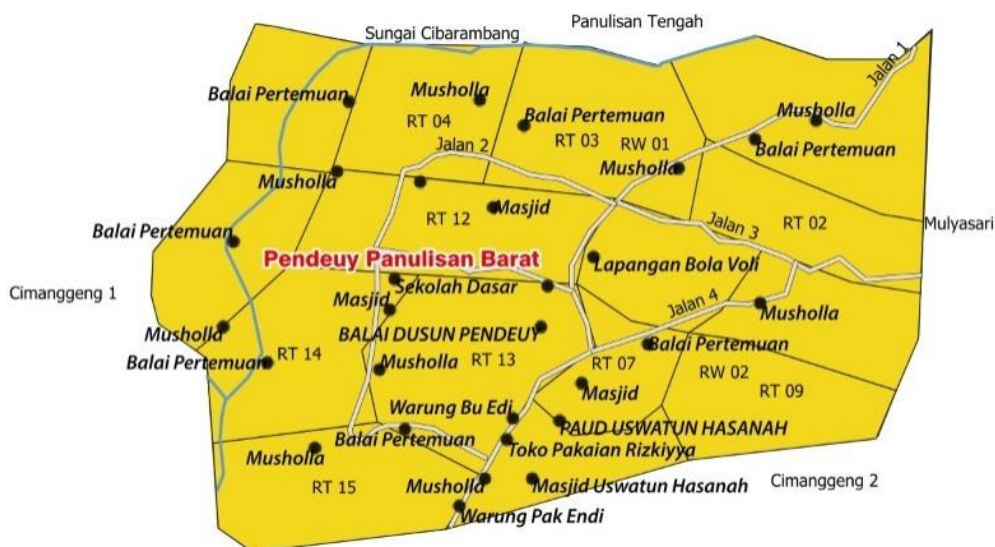 Panulisan Tengah
Sungai Cibarambang
Jalan 1
Balai Pertemuan
Musholla
RT 04
Musholla
Balai Pertemuan
RT 03
RW 01
Balai Pertemuan
Jalan 2
Musholla
Musholla
RT 12
Masjid
RT 02
Mulyasari
Jalan 3
Balai Pertemuan
Pendeuy Panulisan Barat
Lapangan Bola Voli
Sekolah Dasar
Cimanggeng 1
Masjid
Jalan 4
Musholla
Musholla
BALAI DUSUN PENDEUY
Balai Pertemuan
RT 14
Balai Pertemuan
RT 13
Musholla
RT 07
RW 02
RT 09
Masjid
Warung Bu Edi
PAUD USWATUN HASANAH
Balai Pertemuan
Toko Pakaian Rizkiyya
Musholla
RT 15
Musholla
Masjid Uswatun Hasanah
Cimanggeng 2
Warung Pak Endi